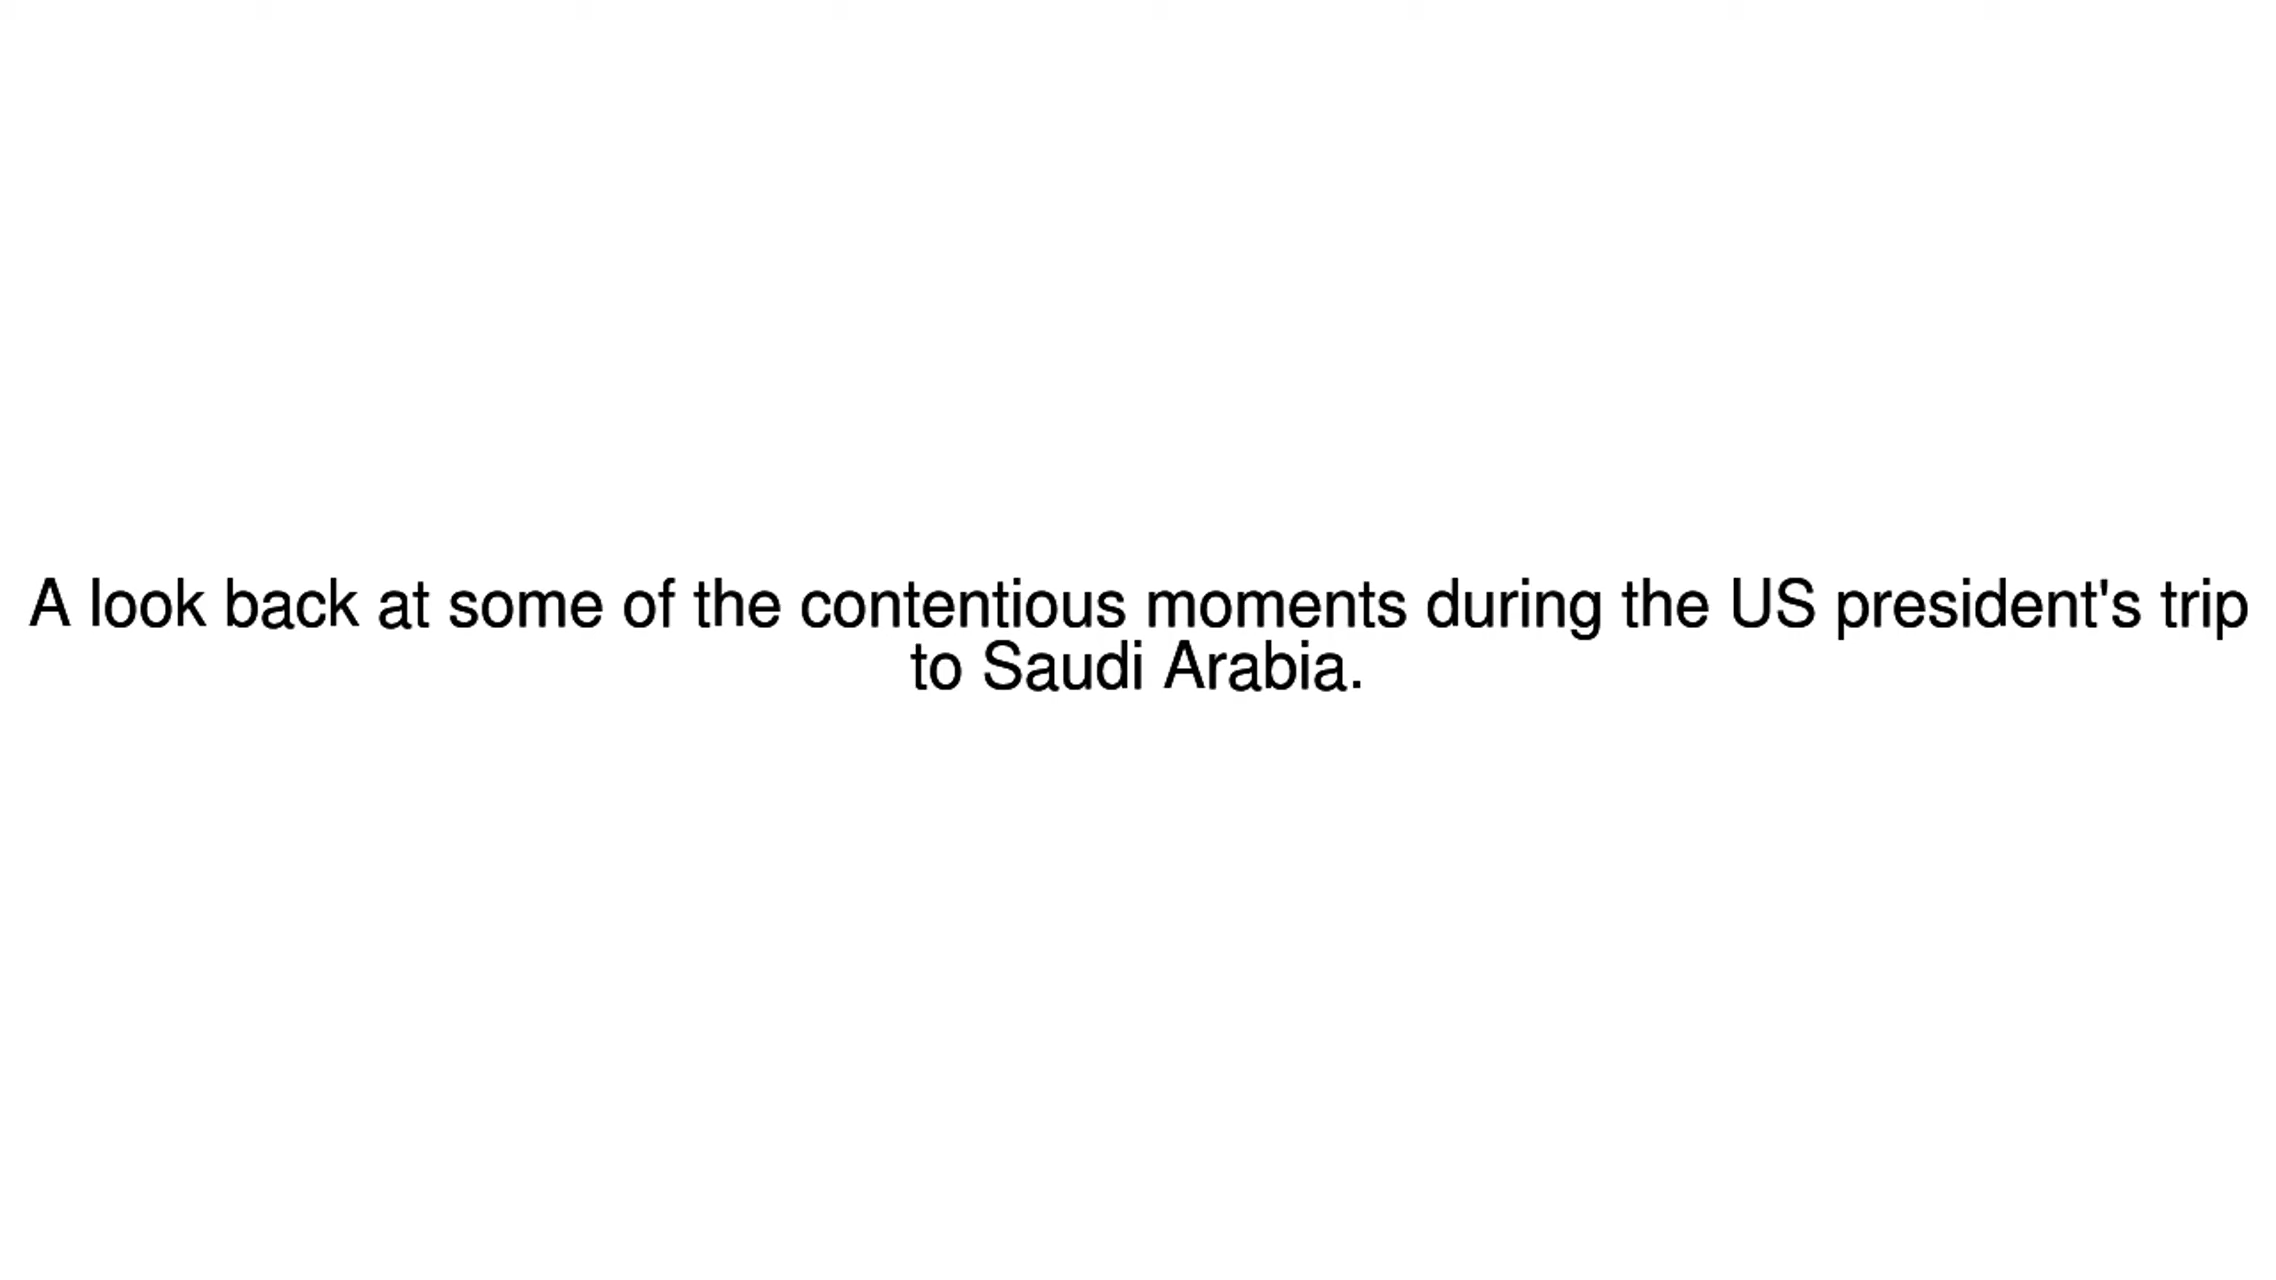 A look back at some of the contentious moments during the US president's trip
to Saudi Arabia.